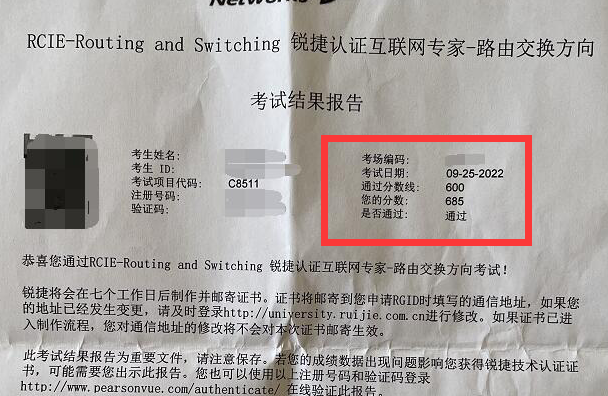 Networks
RCIE-Routing and Switching 锐捷认证互联网专家-路由交换方向
考试结果报告
考生姓名:
考生 ID:
考试项目代码: C8511
注册号码:
验证码:
考场编码:
考试日期: 09-25-2022
通过分数线: 600
您的分数: 685
是否通过: 通过
恭喜您通过RCIE-Routing and Switching 锐捷认证互联网专家-路由交换方向考试！
锐捷将会在七个工作日后制作并邮寄证书。证书将邮寄到您申请RGID时填写的通信地址，如果您
的地址已经发生变更，请及时登录http://university.ruijie.com.cn进行修改。如果证书已进
入制作流程，您对通信地址的修改将不会对本次证书邮寄生效。
此考试结果报告为重要文件，请注意保存。若您的成绩数据出现问题影响您获得锐捷技术认证证
书，可能需要您出示此报告。您也可以使用以上注册号码和验证码登录
http://www.pearsonvue.com/authenticate/ 在线验证此报告。